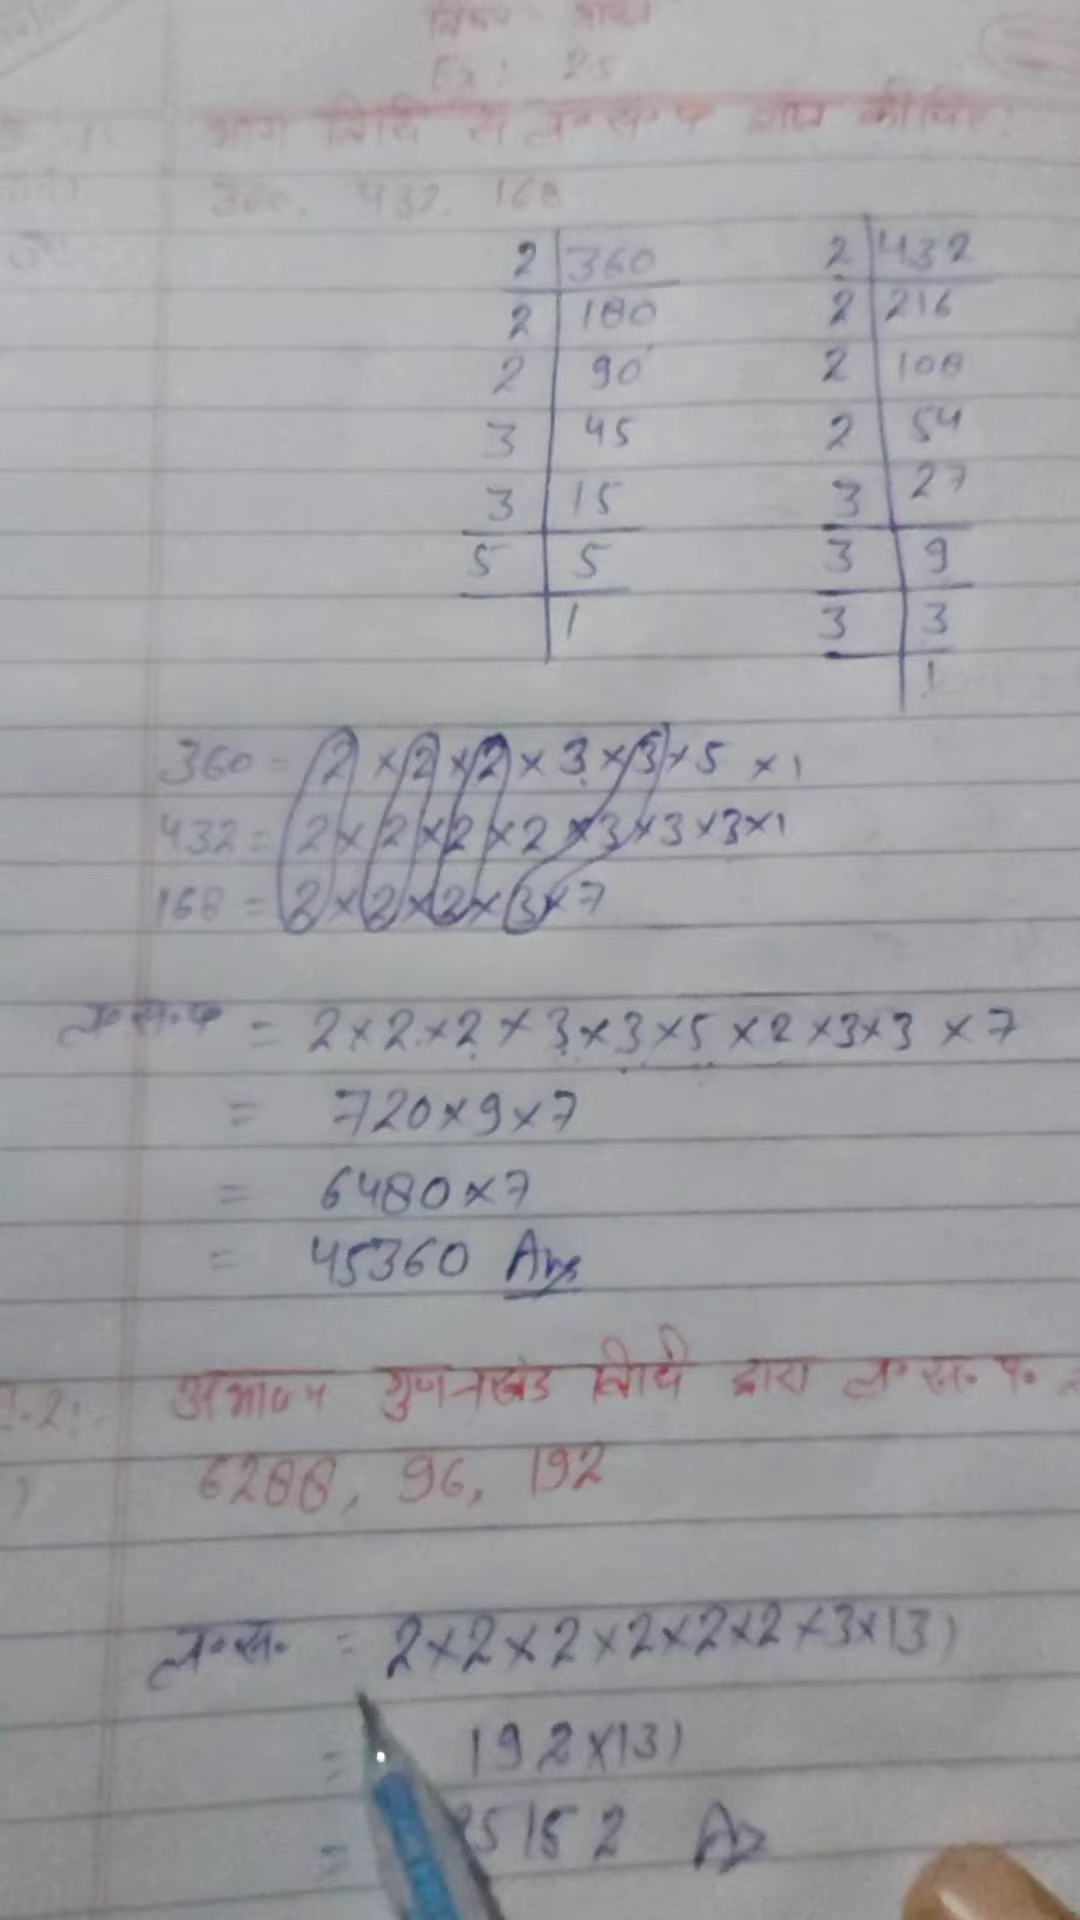 Ex: 2.5
भाग विधि से ल०स०प ज्ञात कीजिए:
360, 432, 168
2 | 360
2 | 180
2 | 90
3 | 45
3 | 15
5 | 5
1
2 | 432
2 | 216
2 | 108
2 | 54
3 | 27
3 | 9
3 | 3
1
360 = 2 × 2 × 2 × 3 × 3 × 5 × 1
432 = 2 × 2 × 2 × 2 × 3 × 3 × 3 × 1
168 = 2 × 2 × 2 × 3 × 7
ल०स.प = 2 × 2 × 2 × 3 × 3 × 5 × 2 × 3 × 3 × 7
= 720 × 9 × 7
= 6480 × 7
= 45360 Ans
अभाज्य गुणनखंड विधि द्वारा ल०स०प०
6288, 96, 192
ल०स० = 2 × 2 × 2 × 2 × 2 × 2 × 3 × 131
= 192 × 131
= 25152 A